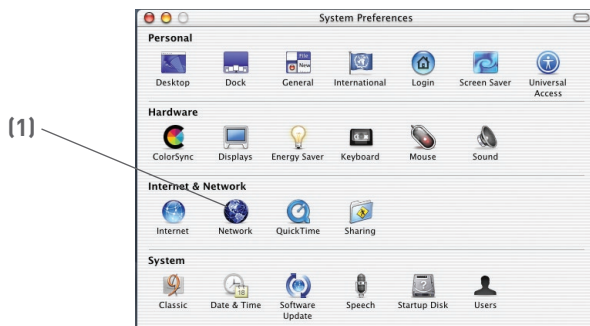 System Preferences
Personal
Desktop Dock General International Login Screen Saver Universal Access
Hardware
(1)
ColorSync Displays Energy Saver Keyboard Mouse Sound
Internet & Network
Internet Network QuickTime Sharing
System
Classic Date & Time Software Update Speech Startup Disk Users